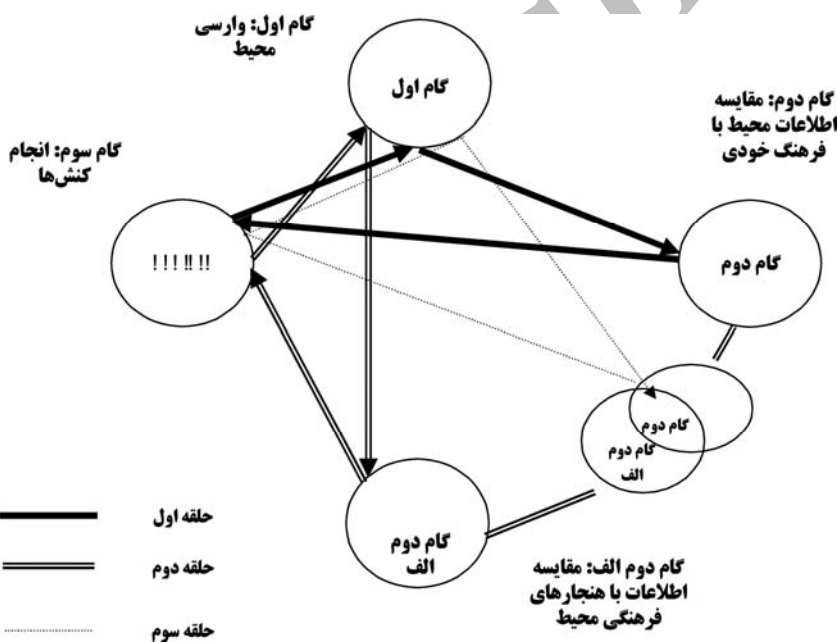 گام اول: وارسی
محیط
گام اول
گام دوم: مقایسه
اطلاعات محیط با
فرهنگ خودی
گام سوم: انجام
کنش‌ها
! ! ! !! !!
گام دوم
گام دوم
گام دوم
الف
گام دوم
الف
گام دوم الف: مقایسه
اطلاعات با هنجارهای
فرهنگی محیط
حلقه اول
حلقه دوم
حلقه سوم